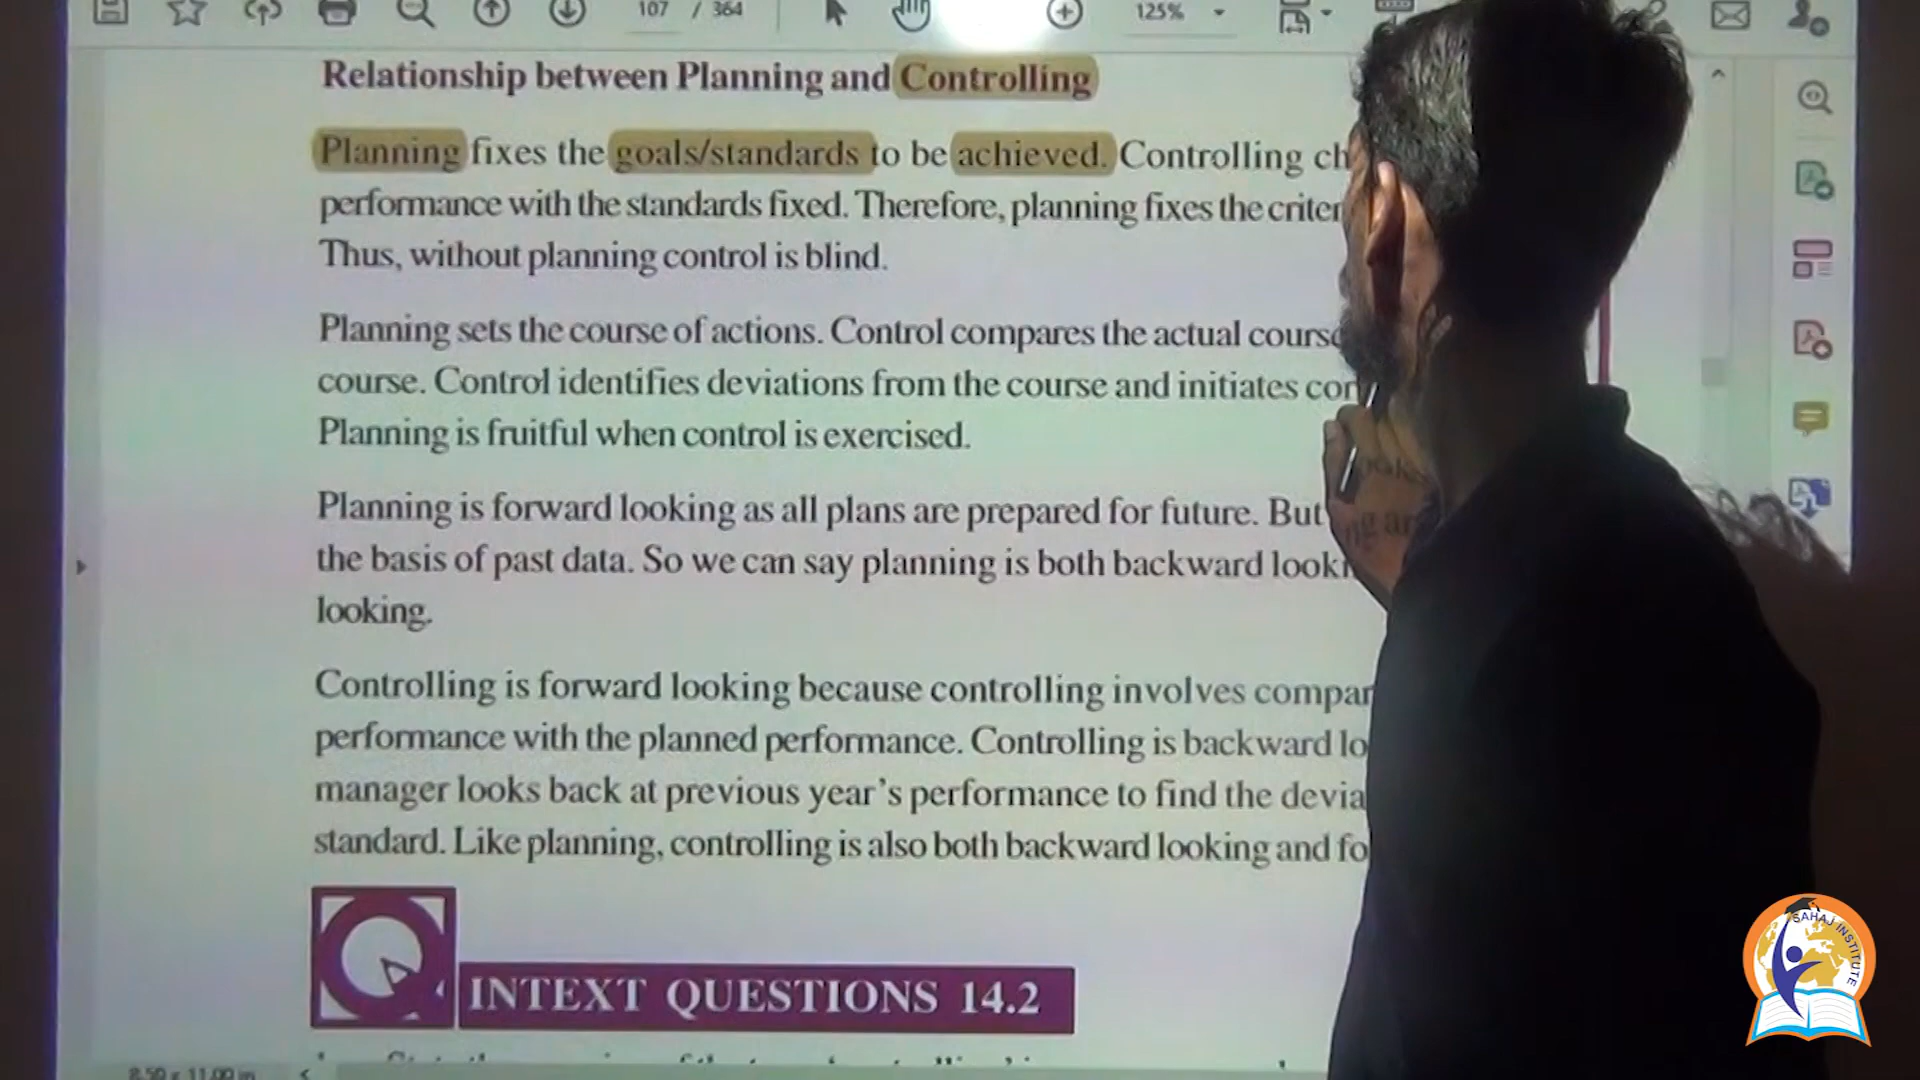 107 / 364
125%
Relationship between Planning and Controlling
Planning fixes the goals/standards to be achieved. Controlling ch
performance with the standards fixed. Therefore, planning fixes the criter
Thus, without planning control is blind.
Planning sets the course of actions. Control compares the actual course
course. Control identifies deviations from the course and initiates cor
Planning is fruitful when control is exercised.
Planning is forward looking as all plans are prepared for future. But
the basis of past data. So we can say planning is both backward looki
looking.
Controlling is forward looking because controlling involves compar
performance with the planned performance. Controlling is backward lo
manager looks back at previous year's performance to find the devia
standard. Like planning, controlling is also both backward looking and fo
INTEXT QUESTIONS 14.2
8.50 x 11.00 in
SAHAJ INSTITUTE